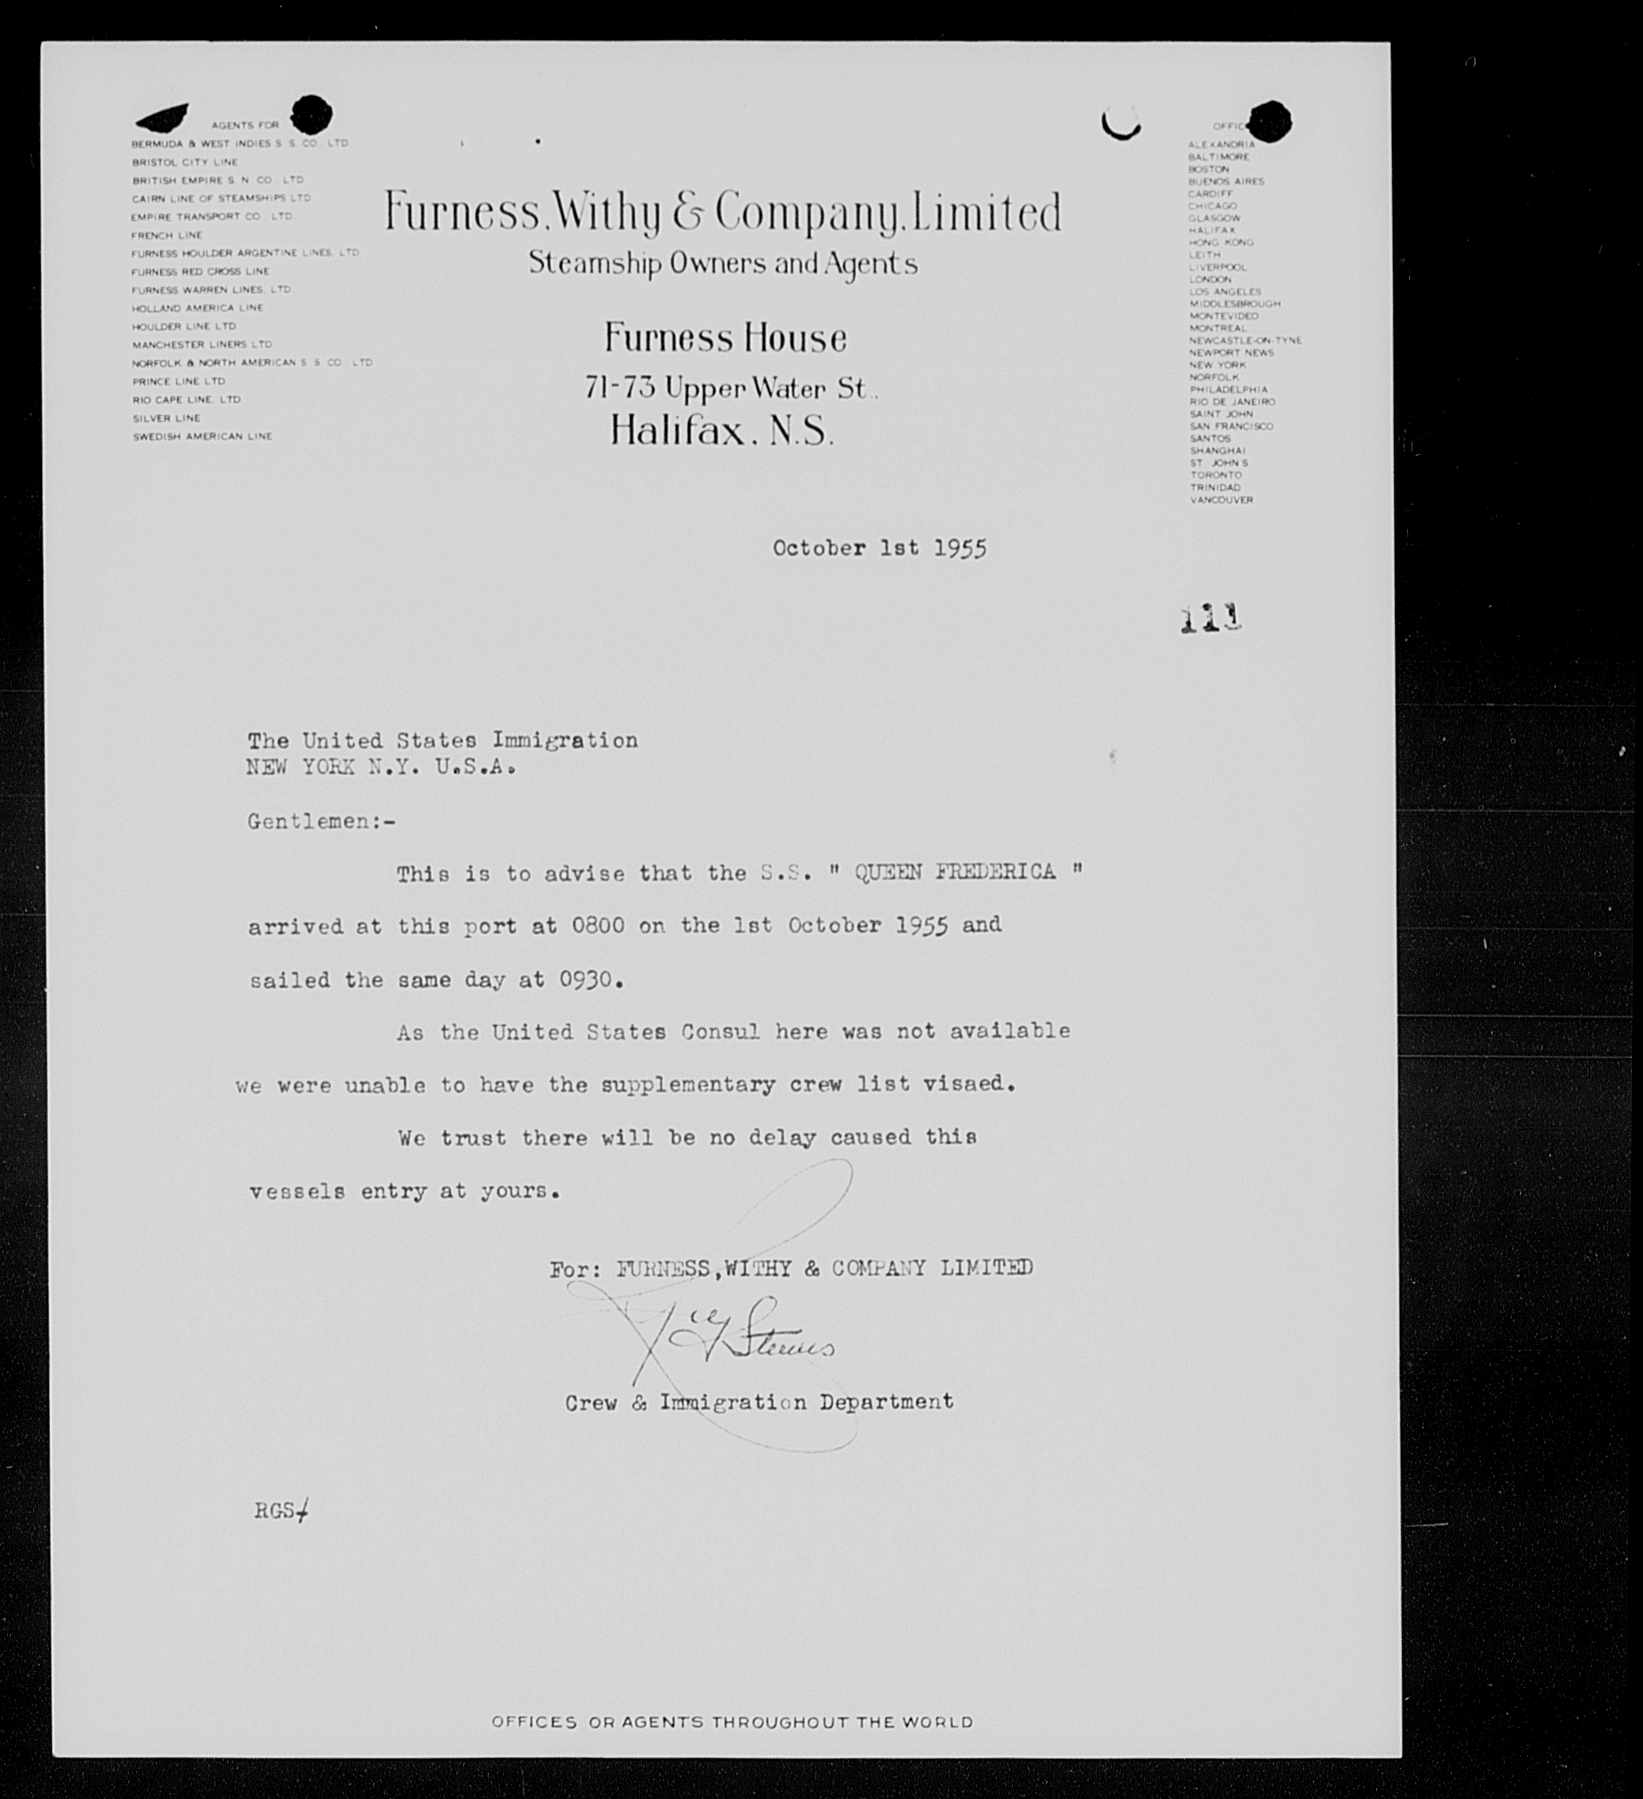 AGENTS FOR
BERMUDA & WEST INDIES S. S. CO. LTD
BRISTOL CITY LINE
BRITISH EMPIRE S. N. CO. LTD
CAIRN LINE OF STEAMSHIPS LTD
EMPIRE TRANSPORT CO. LTD.
FRENCH LINE
FURNESS HOULDER ARGENTINE LINES, LTD
FURNESS RED CROSS LINE
FURNESS WARREN LINES, LTD.
HOLLAND AMERICA LINE
HOULDER LINE LTD
MANCHESTER LINERS LTD
NORFOLK & NORTH AMERICAN S. S. CO. LTD
PRINCE LINE LTD
RIO CAPE LINE, LTD
SILVER LINE
SWEDISH AMERICAN LINE
Furness, Withy & Company, Limited
Steamship Owners and Agents
Furness House
71-73 Upper Water St.,
Halifax, N.S.
OFFIC
ALEXANDRIA
BALTIMORE
BOSTON
BUENOS AIRES
CARDIFF
CHICAGO
GLASGOW
HALIFAX
HONG KONG
LEITH
LIVERPOOL
LONDON
LOS ANGELES
MIDDLESBROUGH
MONTEVIDEO
MONTREAL
NEWCASTLE-ON-TYNE
NEWPORT NEWS
NEW YORK
NORFOLK
PHILADELPHIA
RIO DE JANEIRO
SAINT JOHN
SAN FRANCISCO
SANTOS
SHANGHAI
ST. JOHN'S
TORONTO
TRINIDAD
VANCOUVER
October 1st 1955
111
The United States Immigration
NEW YORK N.Y. U.S.A.
Gentlemen:-
This is to advise that the S.S. " QUEEN FREDERICA "
arrived at this port at 0800 on the 1st October 1955 and
sailed the same day at 0930.
As the United States Consul here was not available
we were unable to have the supplementary crew list visaed.
We trust there will be no delay caused this
vessels entry at yours.
For: FURNESS,WITHY & COMPANY LIMITED
Crew & Immigration Department
RGS/
OFFICES OR AGENTS THROUGHOUT THE WORLD